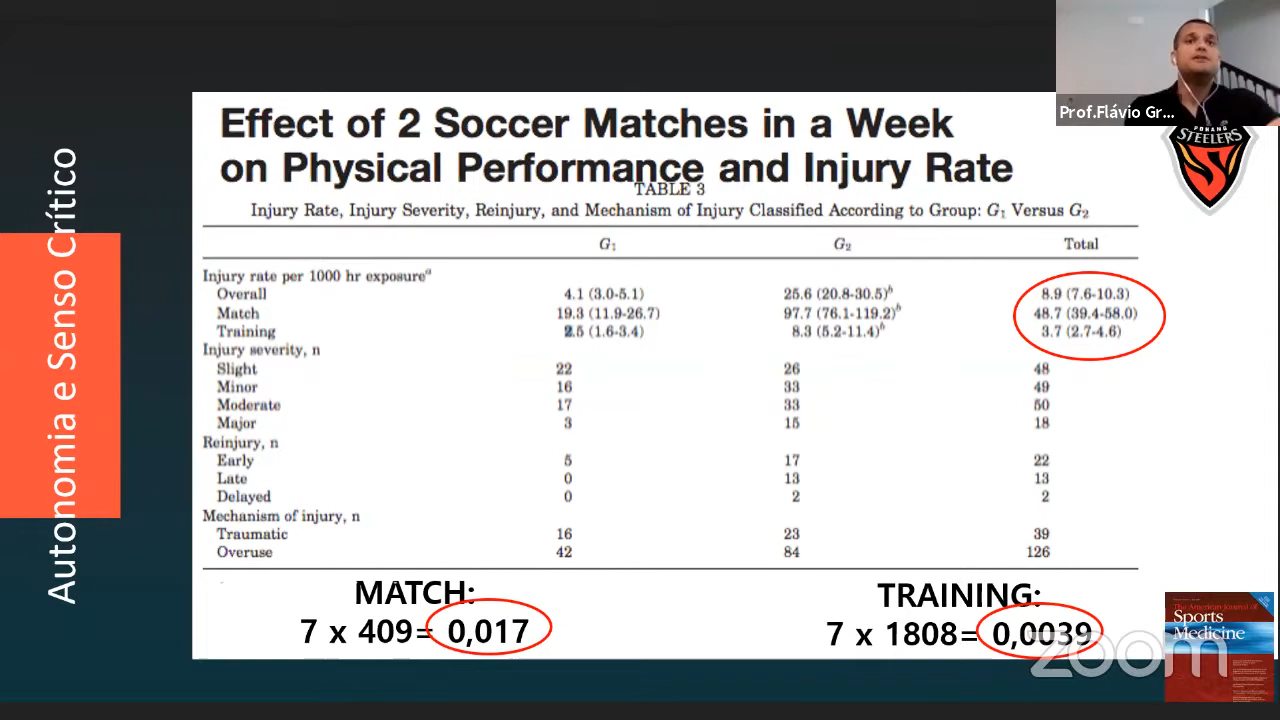 Prof.Flávio Gr...
POHANG
STEELERS
Autonomia e Senso Crítico
Effect of 2 Soccer Matches in a Week
on Physical Performance and Injury Rate
TABLE 3
Injury Rate, Injury Severity, Reinjury, and Mechanism of Injury Classified According to Group: G₁ Versus G₂
G₁ G₂ Total
Injury rate per 1000 hr exposureᵃ
Overall 4.1 (3.0-5.1) 25.6 (20.8-30.5)ᵇ 8.9 (7.6-10.3)
Match 19.3 (11.9-26.7) 97.7 (76.1-119.2)ᵇ 48.7 (39.4-58.0)
Training 2.5 (1.6-3.4) 8.3 (5.2-11.4)ᵇ 3.7 (2.7-4.6)
Injury severity, n
Slight 22 26 48
Minor 16 33 49
Moderate 17 33 50
Major 3 15 18
Reinjury, n
Early 5 17 22
Late 0 13 13
Delayed 0 2 2
Mechanism of injury, n
Traumatic 16 23 39
Overuse 42 84 126
MATCH:
7 x 409= 0,017
TRAINING:
7 x 1808= 0,0039
The American Journal of
Sports
Medicine
zoom